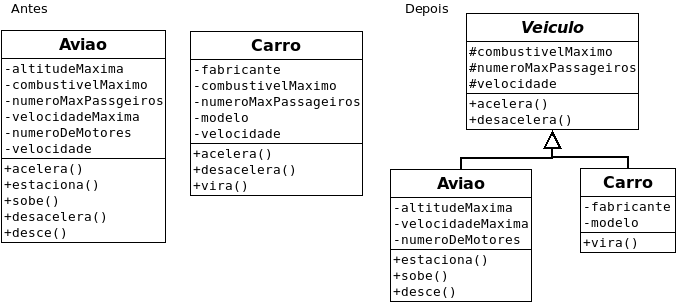 Antes
Aviao
-altitudeMaxima
-combustivelMaximo
-numeroMaxPassgeiros
-velocidadeMaxima
-numeroDeMotores
-velocidade
+acelera()
+estaciona()
+sobe()
+desacelera()
+desce()
Carro
-fabricante
-combustivelMaximo
-numeroMaxPassageiros
-modelo
-velocidade
+acelera()
+desacelera()
+vira()
Depois
Veiculo
#combustivelMaximo
#numeroMaxPassageiros
#velocidade
+acelera()
+desacelera()
Aviao
-altitudeMaxima
-velocidadeMaxima
-numeroDeMotores
+estaciona()
+sobe()
+desce()
Carro
-fabricante
-modelo
+vira()